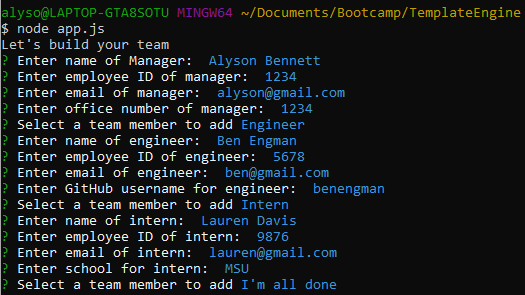 alyso@LAPTOP-GTA8SOTU MINGW64 ~/Documents/Bootcamp/TemplateEngine
$ node app.js
Let's build your team
? Enter name of Manager:  Alyson Bennett
? Enter employee ID of manager:  1234
? Enter email of manager:  alyson@gmail.com
? Enter office number of manager:  1234
? Select a team member to add Engineer
? Enter name of engineer:  Ben Engman
? Enter employee ID of engineer:  5678
? Enter email of engineer:  ben@gmail.com
? Enter GitHub username for engineer:  benengman
? Select a team member to add Intern
? Enter name of intern:  Lauren Davis
? Enter employee ID of intern:  9876
? Enter email of intern:  lauren@gmail.com
? Enter school for intern:  MSU
? Select a team member to add I'm all done